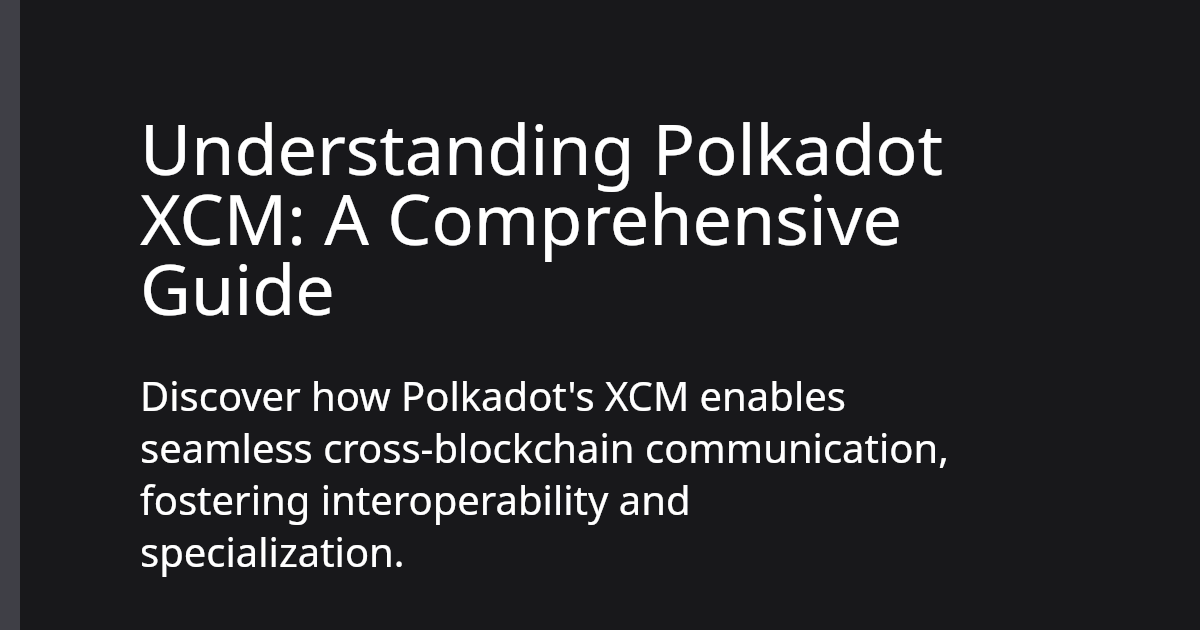 Understanding Polkadot
XCM: A Comprehensive
Guide
Discover how Polkadot's XCM enables
seamless cross-blockchain communication,
fostering interoperability and
specialization.